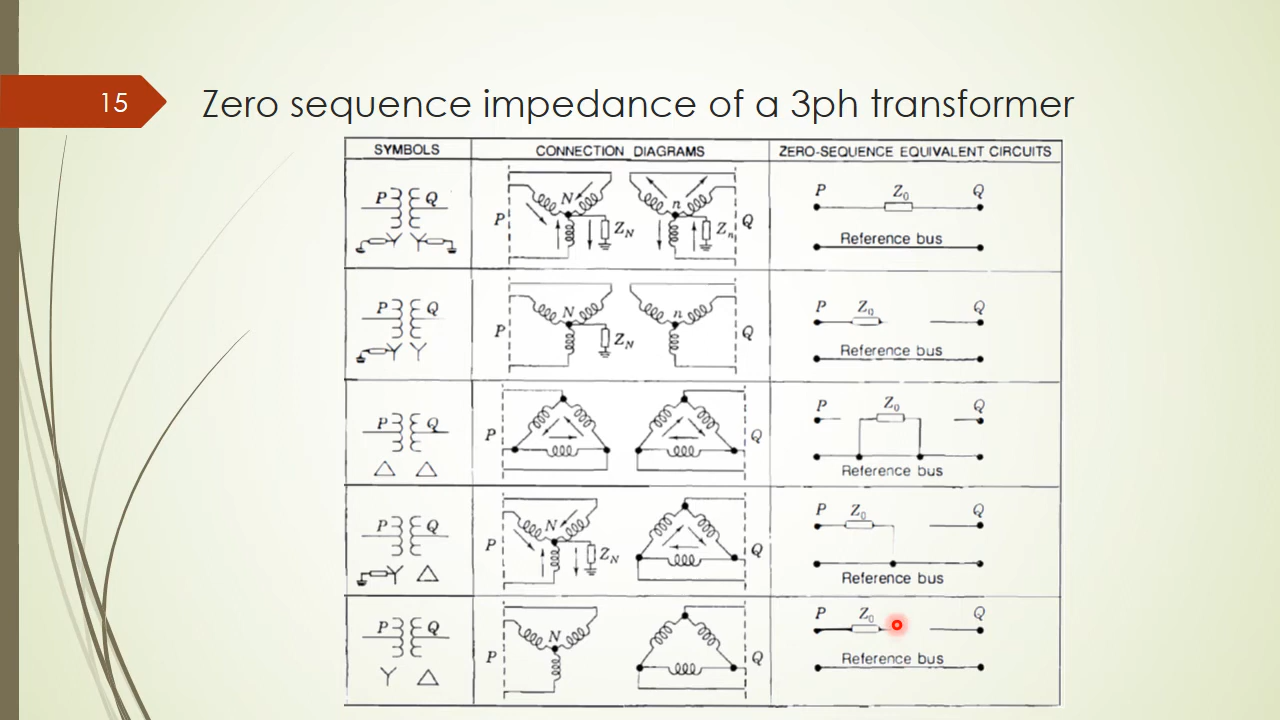 15
Zero sequence impedance of a 3ph transformer
SYMBOLS CONNECTION DIAGRAMS ZERO-SEQUENCE EQUIVALENT CIRCUITS
P Q
P N Z_N n Z_n Q
P Z_0 Q
Reference bus
P Q
P N Z_N n Q
P Z_0 Q
Reference bus
P Q
P Q
P Z_0 Q
Reference bus
P Q
P N Z_N Q
P Z_0 Q
Reference bus
P Q
P N Q
P Z_0 Q
Reference bus